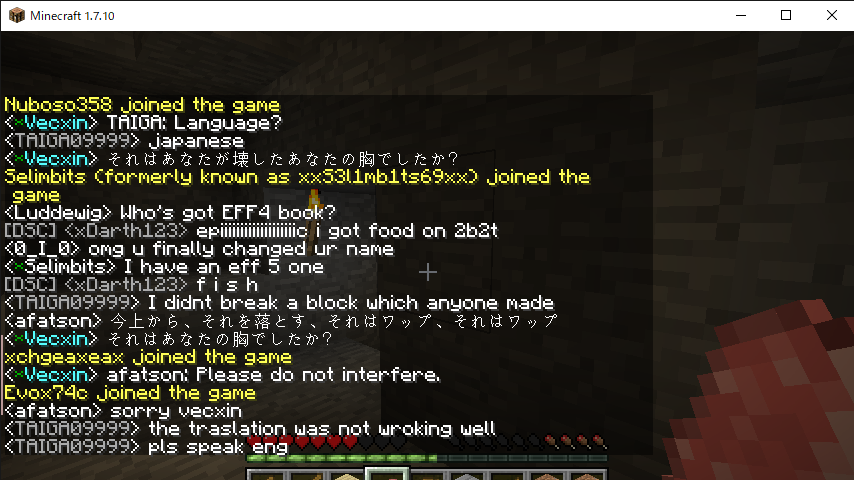 Minecraft 1.7.10
Nuboso358 joined the game
<*Vecxin> TAIGA: Language?
<TAIGA09999> japanese
<*Vecxin> それはあなたが壊したあなたの胸でしたか?
Selimbits (formerly known as xxS3l1mb1ts69xx) joined the
game
<Luddewig> Who's got EFF4 book?
[DSC] <xDarth123> epiiiiiiiiiiiiiiiiiiic i got food on 2b2t
<0_I_0> omg u finally changed ur name
<*Selimbits> I have an eff 5 one
[DSC] <xDarth123> f i s h
<TAIGA09999> I didnt break a block which anyone made
<afatson> 今上から、それを落とす、それはワップ、それはワップ
<*Vecxin> それはあなたの胸でしたか?
xchgeaxeax joined the game
<*Vecxin> afatson: Please do not interfere.
Evox74c joined the game
<afatson> sorry vecxin
<TAIGA09999> the traslation was not wroking well
<TAIGA09999> pls speak eng